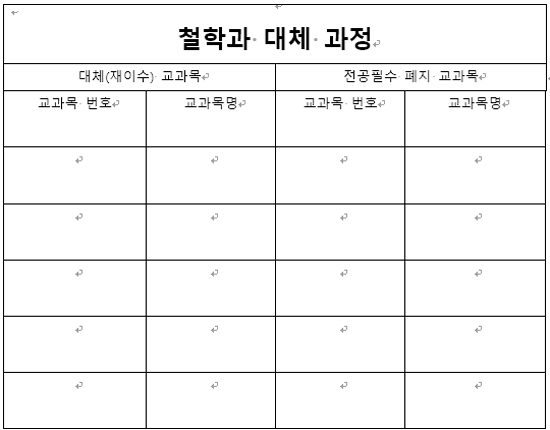 철학과 대체 과정
대체(재이수) 교과목 전공필수 폐지 교과목
교과목 번호 교과목명 교과목 번호 교과목명